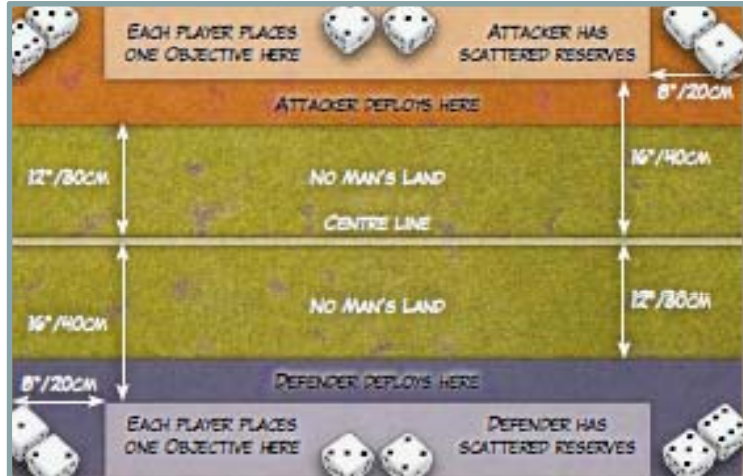 EACH PLAYER PLACES
ONE OBJECTIVE HERE
ATTACKER HAS
SCATTERED RESERVES
8"/20CM
ATTACKER DEPLOYS HERE
12"/30CM
NO MAN'S LAND
16"/40CM
CENTRE LINE
16"/40CM
NO MAN'S LAND
12"/30CM
8"/20CM
DEFENDER DEPLOYS HERE
EACH PLAYER PLACES
ONE OBJECTIVE HERE
DEFENDER HAS
SCATTERED RESERVES